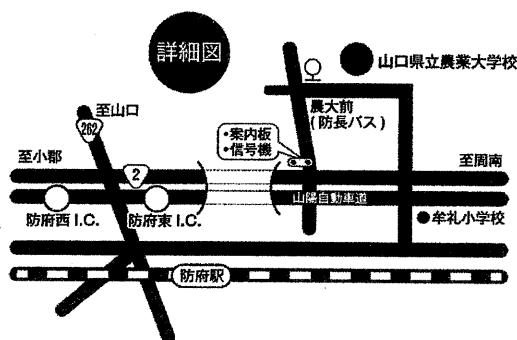 詳細図
山口県立農業大学校
至山口
262
農大前
(防長バス)
•案内板
•信号機
至小郡
2
至周南
山陽自動車道
防府西 I.C.
防府東 I.C.
牟礼小学校
防府駅